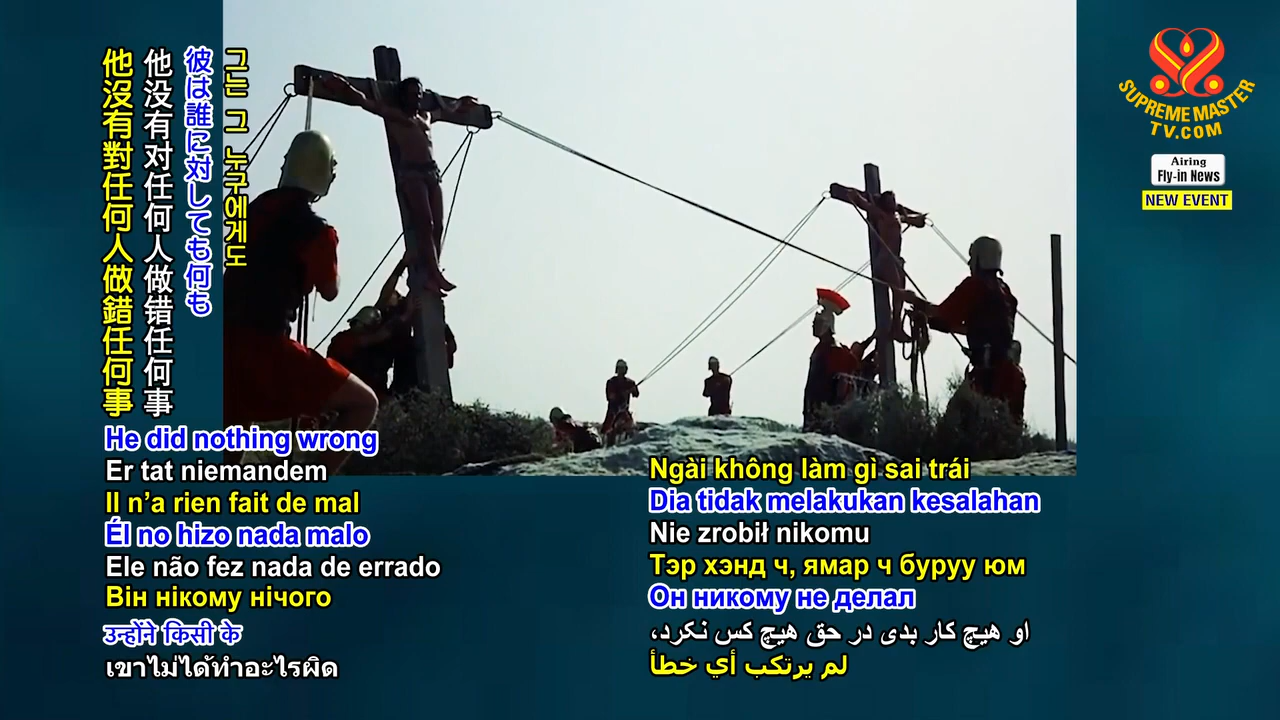 他沒有對任何人做錯任何事
他没有对任何人做错任何事
彼は誰に対しても何も
그는 그 누구에게도
He did nothing wrong
Er tat niemandem
Il n’a rien fait de mal
Él no hizo nada malo
Ele não fez nada de errado
Він нікому нічого
उन्होंने किसी के
เขาไม่ได้ทำอะไรผิด
Ngài không làm gì sai trái
Dia tidak melakukan kesalahan
Nie zrobił nikomu
Тэр хэнд ч, ямар ч буруу юм
Он никому не делал
او هیچ کار بدی در حق هیچ کس نکرد،
لم يرتكب أي خطأ
SUPREME MASTER
TV.COM
Airing
Fly-in News
NEW EVENT